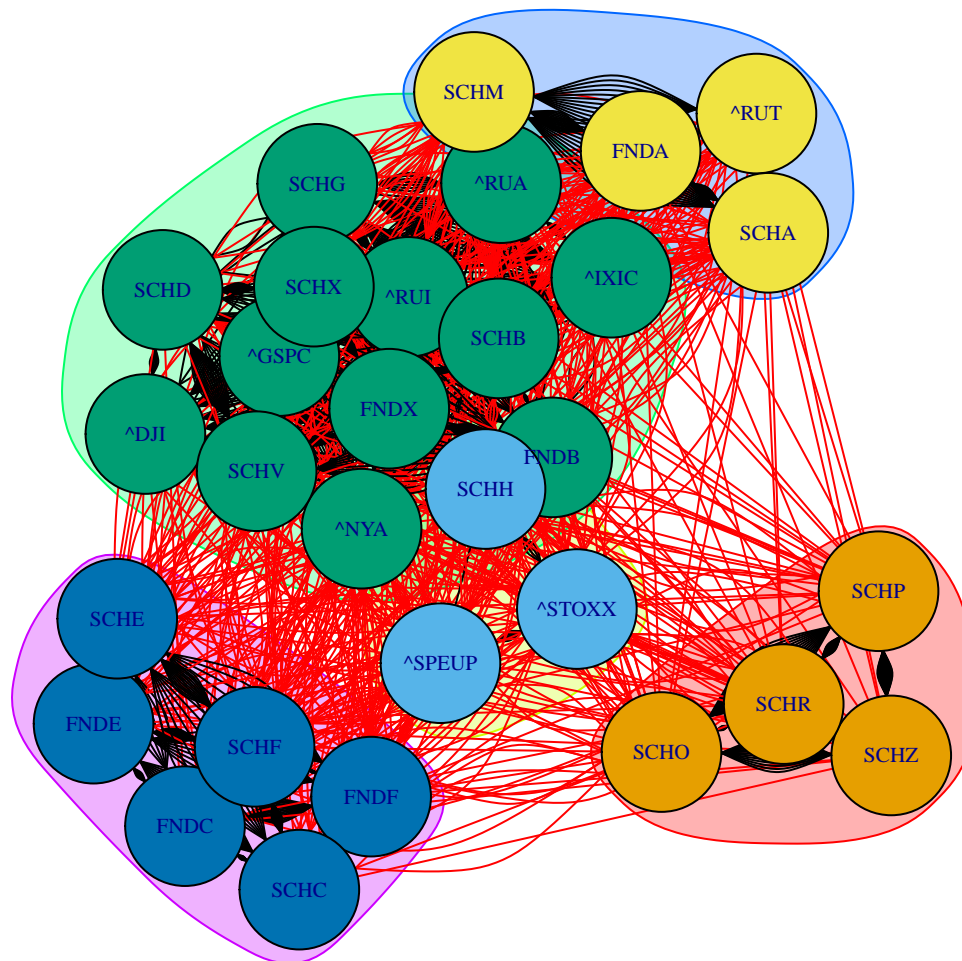 SCHM
^RUT
FNDA
SCHG
^RUA
SCHA
^IXIC
SCHD
SCHX
^RUI
SCHB
^GSPC
FNDX
^DJI
SCHV
FNDB
SCHH
^NYA
SCHP
^STOXX
SCHE
^SPEUP
SCHR
FNDE
SCHF
SCHO
SCHZ
FNDF
FNDC
SCHC